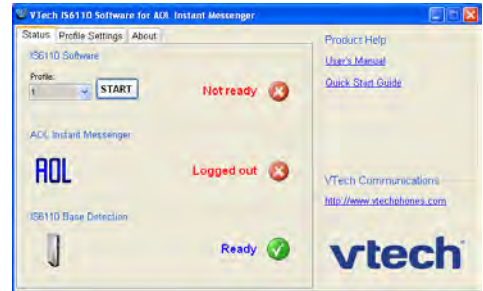 VTech IS6110 Software for AOL Instant Messenger
Status Profile Settings About
IS6110 Software
Profile:
1
START
Not ready
AOL Instant Messenger
AOL
Logged out
IS6110 Base Detection
Ready
Product Help
User's Manual
Quick Start Guide
VTech Communications
http://www.vtechphones.com
vtech